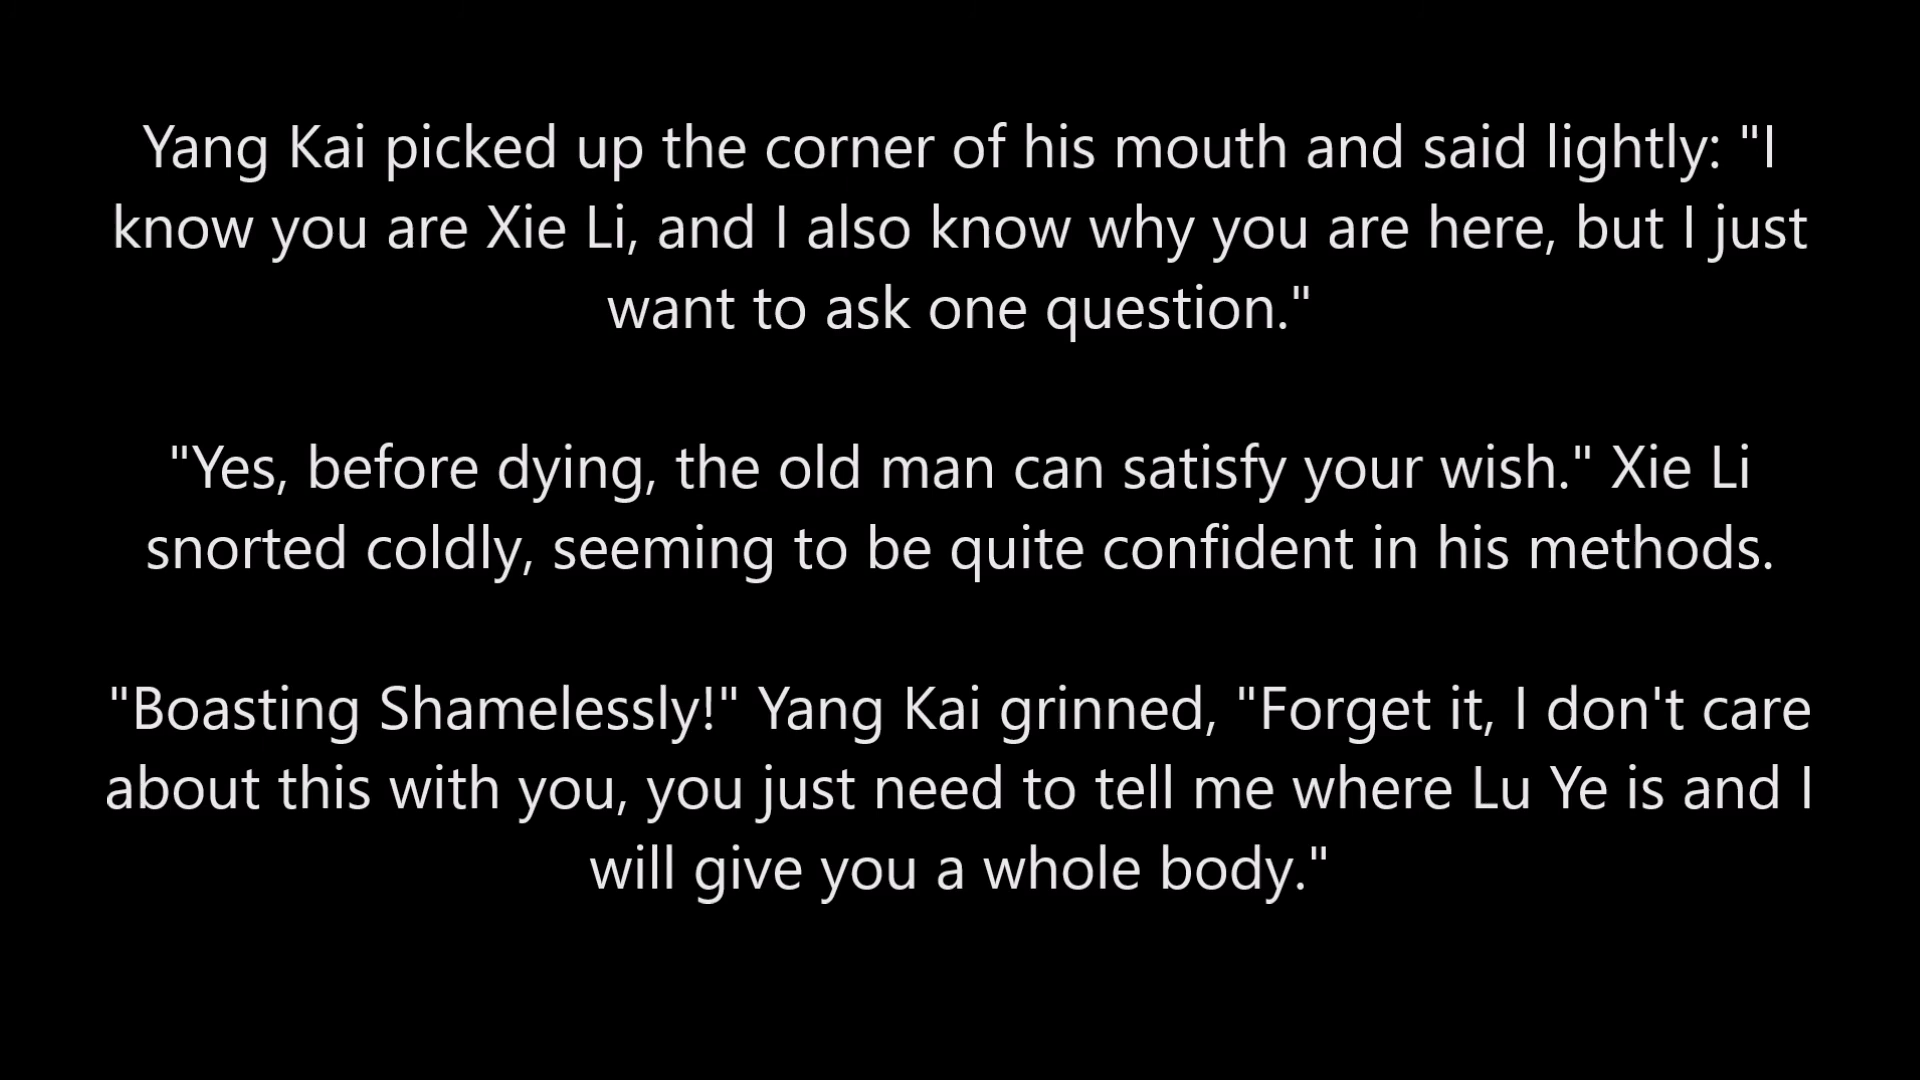 Yang Kai picked up the corner of his mouth and said lightly: "I
know you are Xie Li, and I also know why you are here, but I just
want to ask one question."
"Yes, before dying, the old man can satisfy your wish." Xie Li
snorted coldly, seeming to be quite confident in his methods.
"Boasting Shamelessly!" Yang Kai grinned, "Forget it, I don't care
about this with you, you just need to tell me where Lu Ye is and I
will give you a whole body."